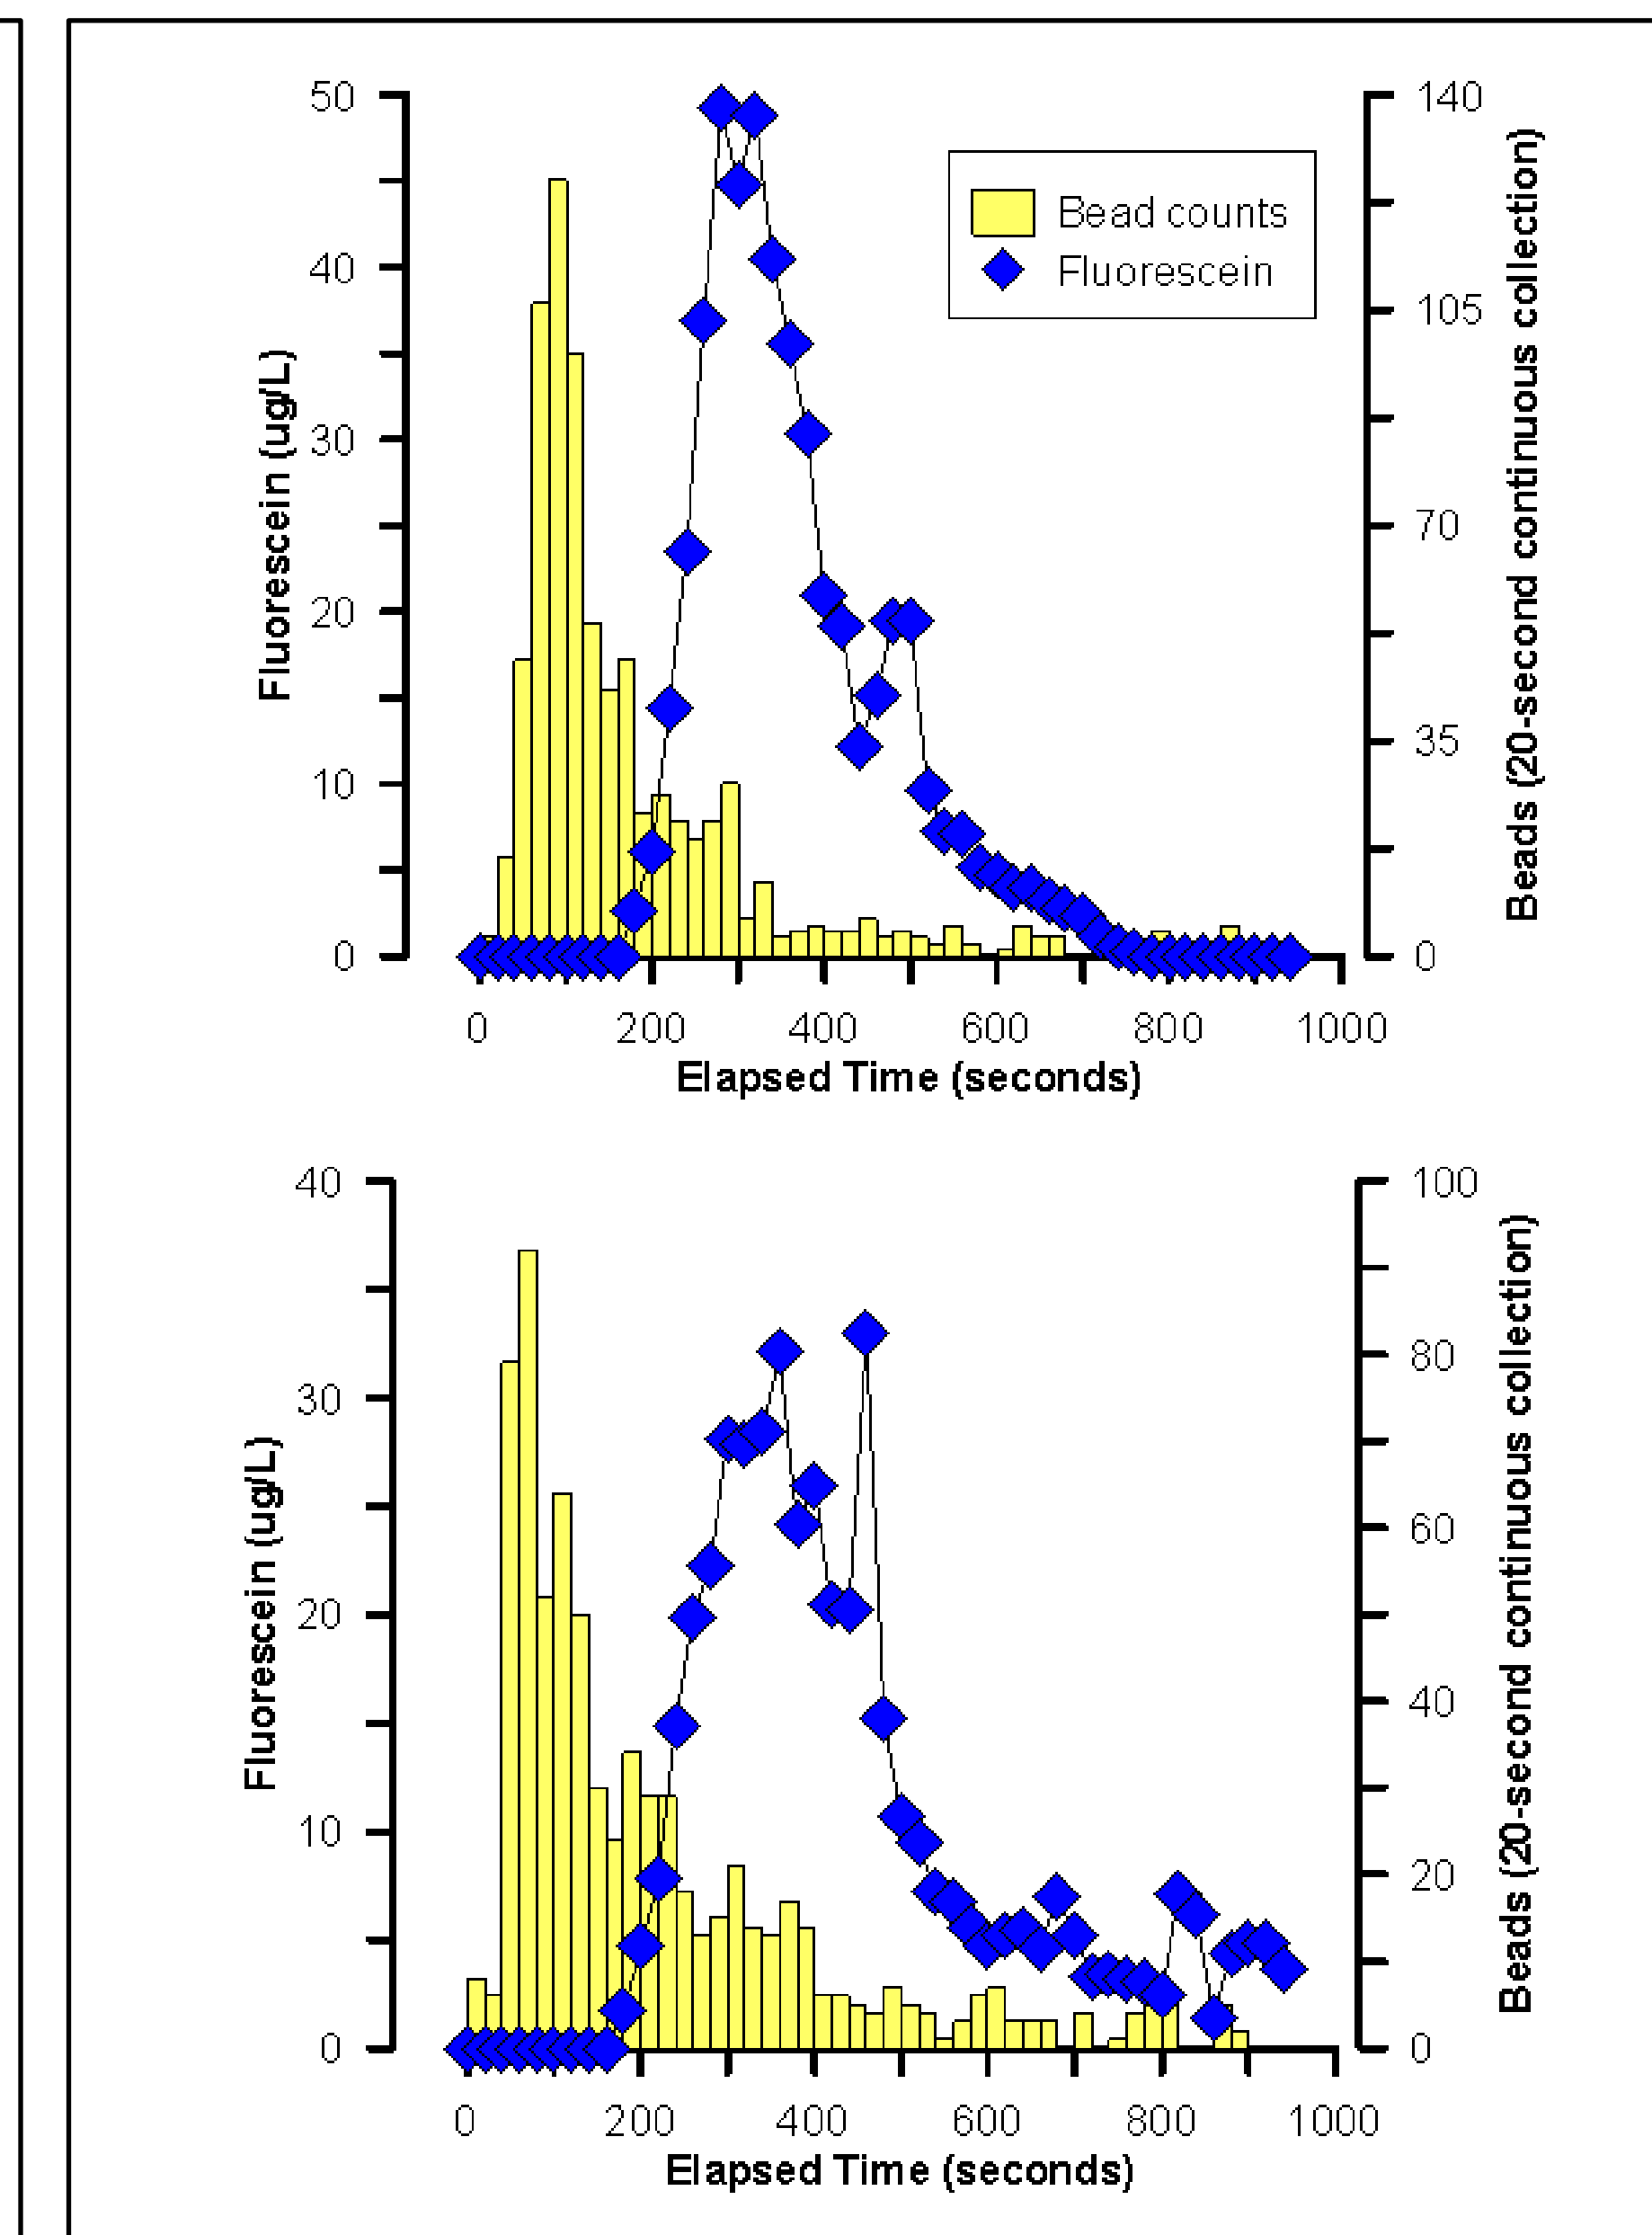 50
40
30
20
10
0
Fluorescein (ug/L)
Bead counts
Fluorescein
140
105
70
35
0
Beads (20-second continuous collection)
0 200 400 600 800 1000
Elapsed Time (seconds)
40
30
20
10
0
Fluorescein (ug/L)
100
80
60
40
20
0
Beads (20-second continuous collection)
0 200 400 600 800 1000
Elapsed Time (seconds)